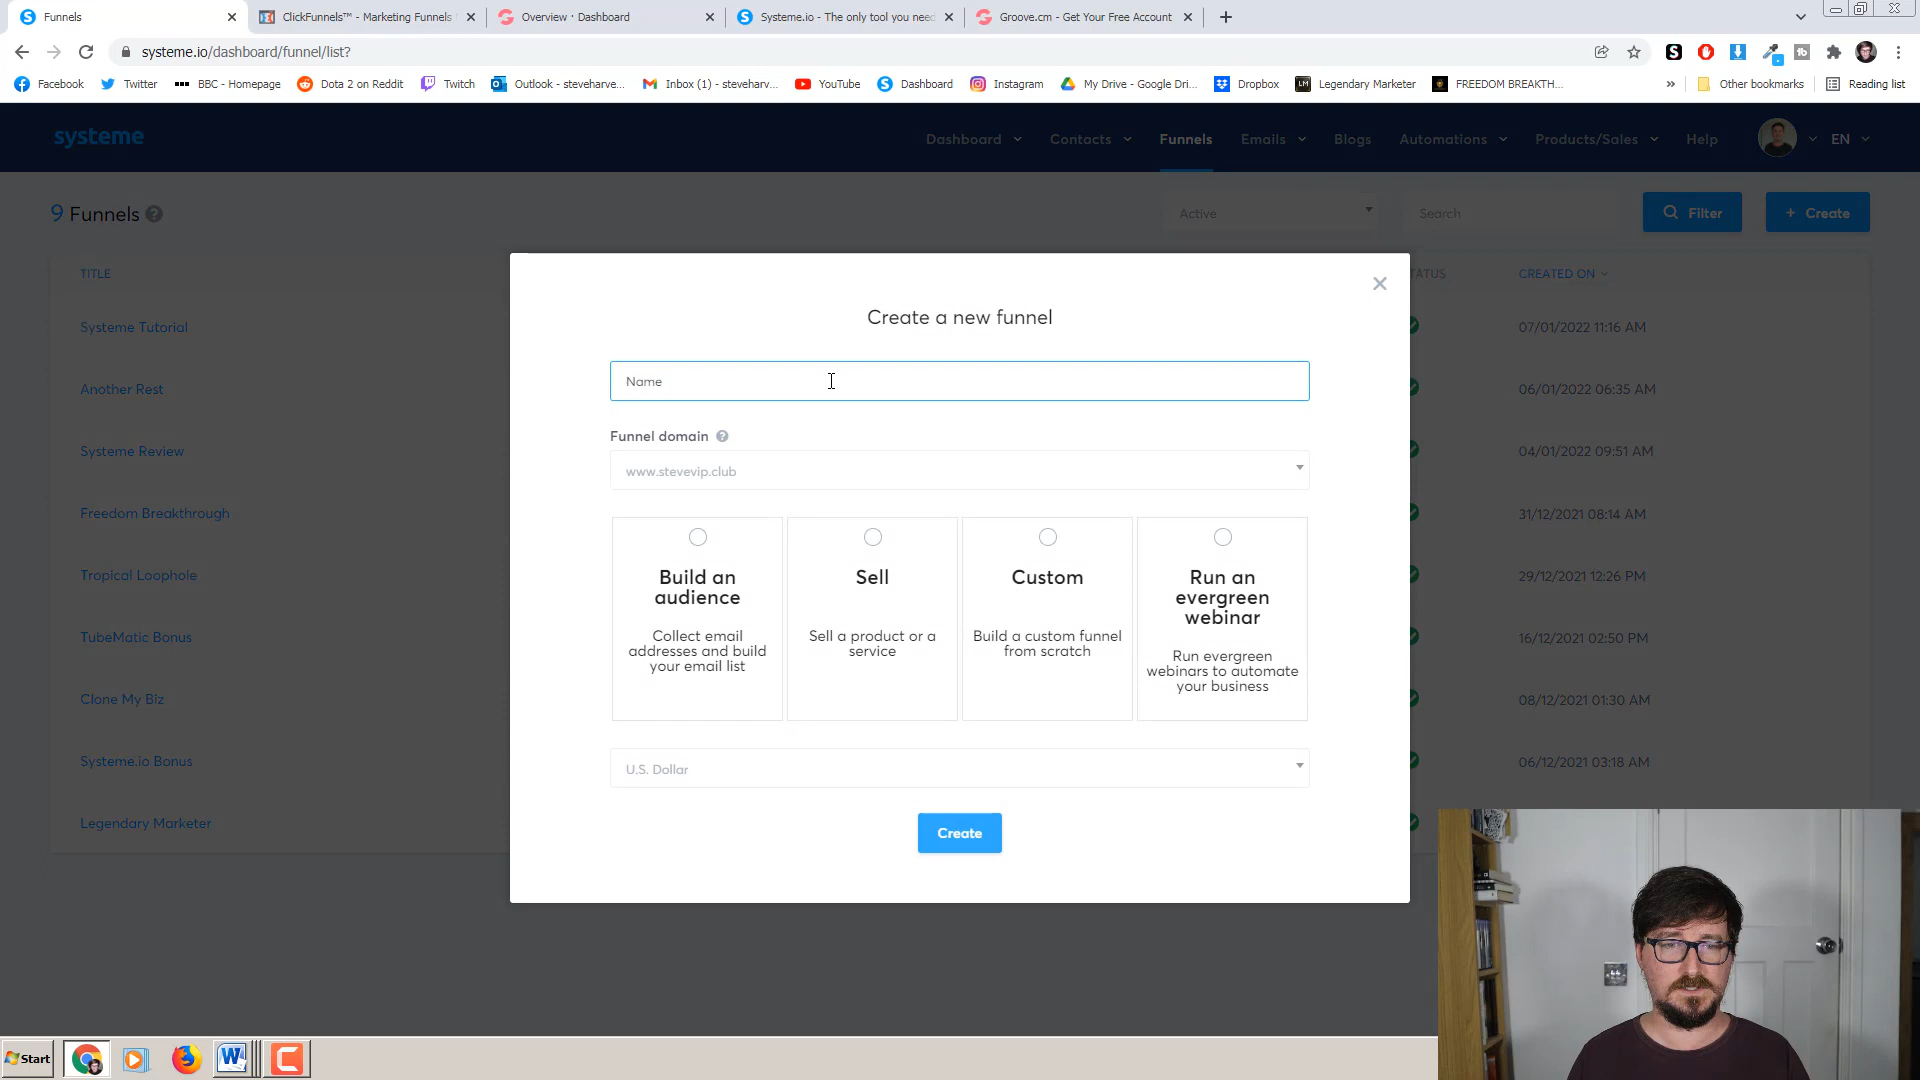 Funnels
ClickFunnels™ - Marketing Funnels
Overview · Dashboard
Systeme.io - The only tool you need
Groove.cm - Get Your Free Account
systeme.io/dashboard/funnel/list?
Facebook
Twitter
BBC - Homepage
Dota 2 on Reddit
Twitch
Outlook - steveharve...
Inbox (1) - steveharv...
YouTube
Dashboard
Instagram
My Drive - Google Dri...
Dropbox
Legendary Marketer
FREEDOM BREAKTH...
Other bookmarks
Reading list
systeme
Dashboard
Contacts
Funnels
Emails
Blogs
Automations
Products/Sales
Help
EN
9 Funnels
Active
Search
Filter
+ Create
TITLE
TATUS
CREATED ON
Systeme Tutorial
07/01/2022 11:16 AM
Another Rest
06/01/2022 06:35 AM
Systeme Review
04/01/2022 09:51 AM
Freedom Breakthrough
31/12/2021 08:14 AM
Tropical Loophole
29/12/2021 12:26 PM
TubeMatic Bonus
16/12/2021 02:50 PM
Clone My Biz
08/12/2021 01:30 AM
Systeme.io Bonus
06/12/2021 03:18 AM
Legendary Marketer
Create a new funnel
Name
Funnel domain
www.stevevip.club
Build an
audience
Collect email
addresses and build
your email list
Sell
Sell a product or a
service
Custom
Build a custom funnel
from scratch
Run an
evergreen
webinar
Run evergreen
webinars to automate
your business
U.S. Dollar
Create
Start